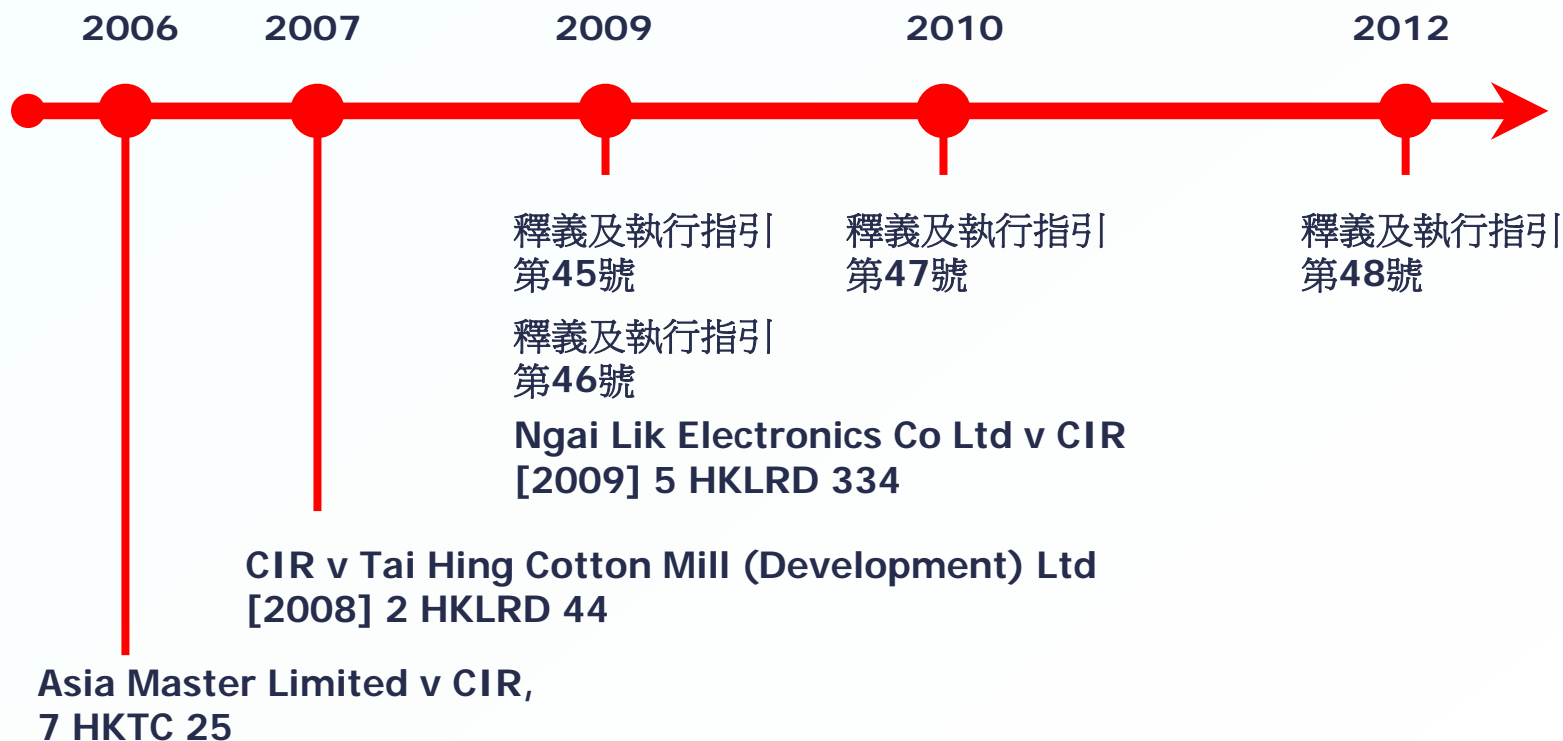 2006 2007 2009 2010 2012
釋義及執行指引
第45號
釋義及執行指引
第46號
Ngai Lik Electronics Co Ltd v CIR
[2009] 5 HKLRD 334
釋義及執行指引
第47號
釋義及執行指引
第48號
CIR v Tai Hing Cotton Mill (Development) Ltd
[2008] 2 HKLRD 44
Asia Master Limited v CIR,
7 HKTC 25